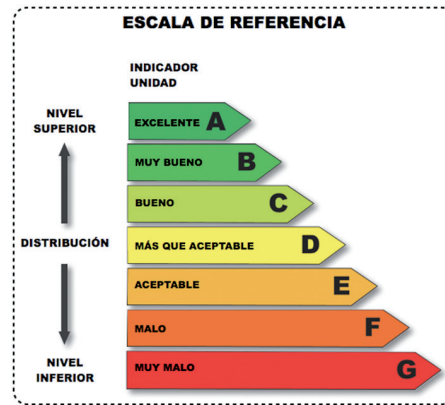 ESCALA DE REFERENCIA
INDICADOR
UNIDAD
NIVEL
SUPERIOR
DISTRIBUCIÓN
NIVEL
INFERIOR
EXCELENTE A
MUY BUENO B
BUENO C
MÁS QUE ACEPTABLE D
ACEPTABLE E
MALO F
MUY MALO G